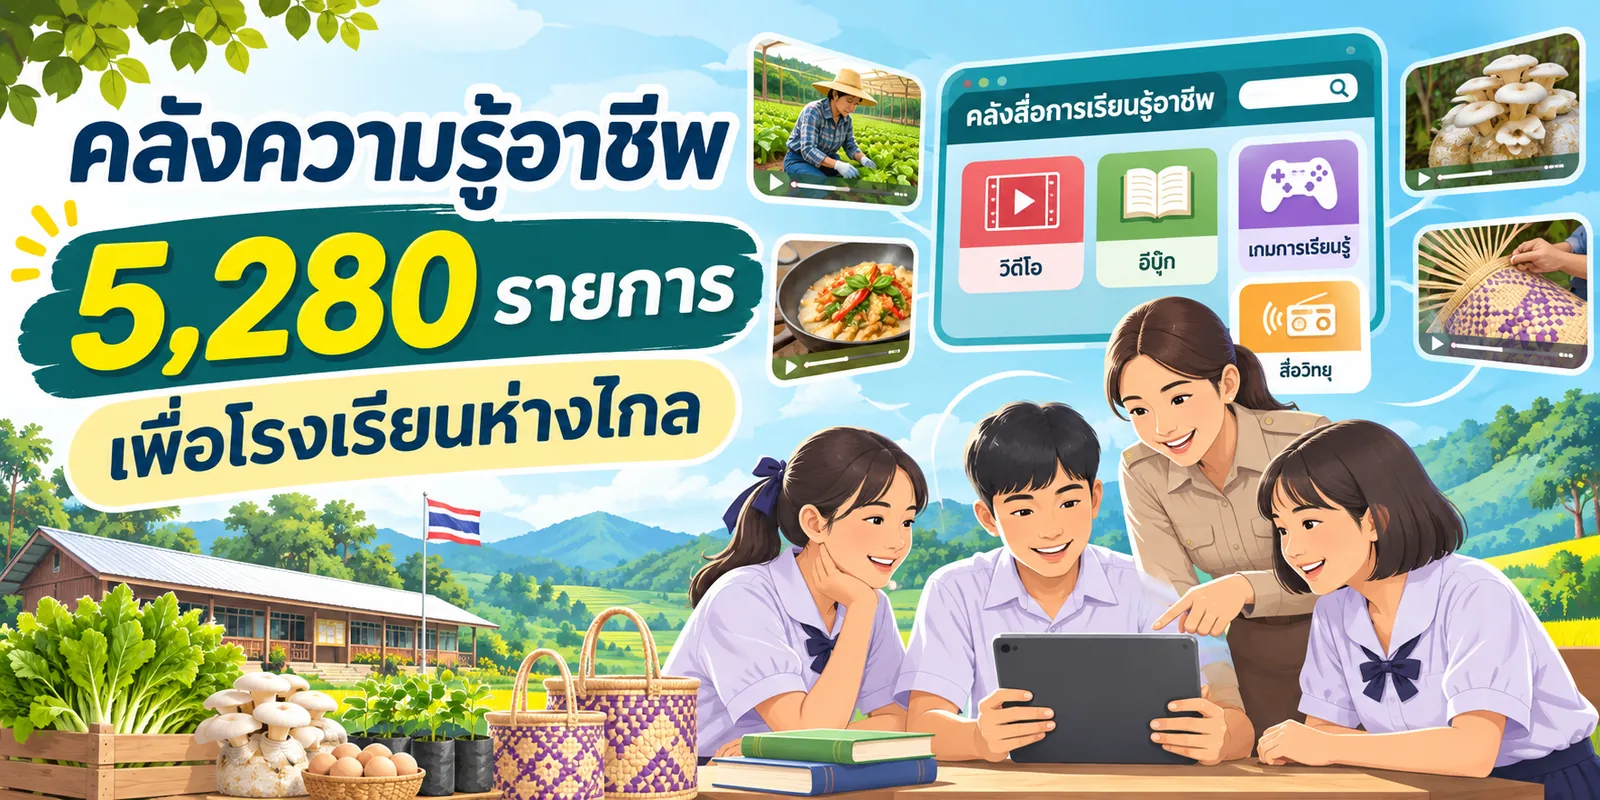 คลังความรู้อาชีพ
5,280 รายการ
เพื่อโรงเรียนห่างไกล
คลังสื่อการเรียนรู้อาชีพ
วิดีโอ
อีบุ๊ก
เกมการเรียนรู้
สื่อวิทยุ